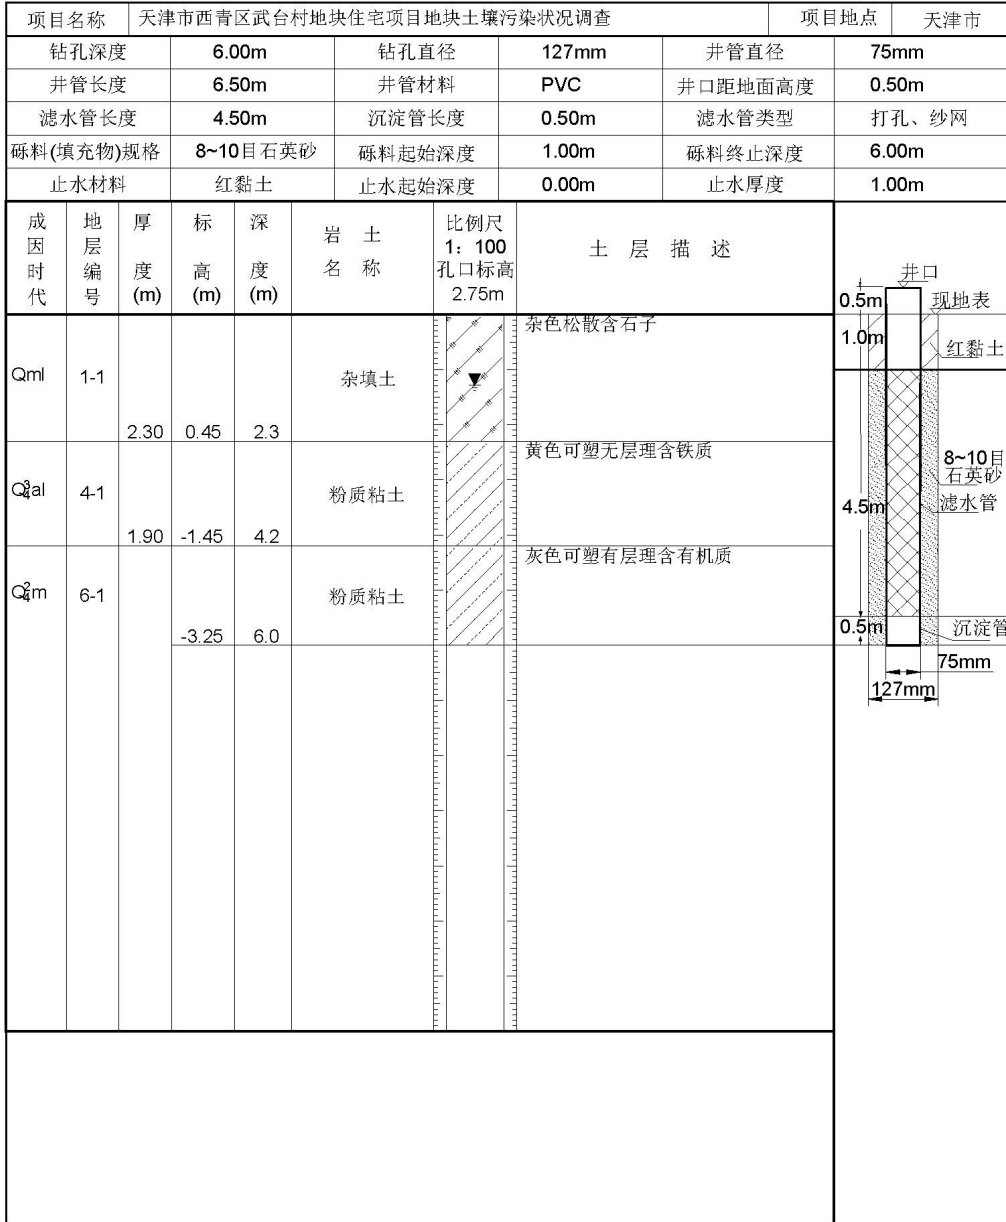 项目名称 天津市西青区武台村地块住宅项目地块土壤污染状况调查 项目地点 天津市
钻孔深度 6.00m 钻孔直径 127mm 井管直径 75mm
井管长度 6.50m 井管材料 PVC 井口距地面高度 0.50m
滤水管长度 4.50m 沉淀管长度 0.50m 滤水管类型 打孔、纱网
砾料(填充物)规格 8~10目石英砂 砾料起始深度 1.00m 砾料终止深度 6.00m
止水材料 红黏土 止水起始深度 0.00m 止水厚度 1.00m
成因时代 地层编号 厚度(m) 标高(m) 深度(m) 岩土名称 比例尺 1：100 孔口标高 2.75m 土层描述
杂色松散含石子
Qml 1-1 杂填土
2.30 0.45 2.3
黄色可塑无层理含铁质
Q₄³al 4-1 粉质粘土
1.90 -1.45 4.2
灰色可塑有层理含有机质
Q₄²m 6-1 粉质粘土
-3.25 6.0
井口
0.5m 现地表
1.0m 红黏土
8~10目
石英砂
4.5m 滤水管
0.5m 沉淀管
75mm
127mm